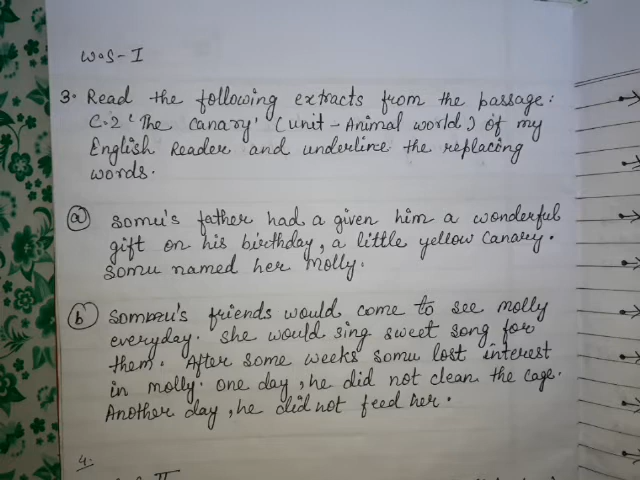 W.S-I
3. Read the following extracts from the passage:
C.2 'The Canary' (unit - Animal world) of my
English Reader and underline the replacing
words.
(a) Somu's father had a given him a wonderful
gift on his birthday, a little yellow Canary.
Somu named her Molly.
(b) Somu's friends would come to see molly
everyday. She would sing sweet song for
them. After some weeks Somu lost interest
in molly. One day, he did not clean the cage.
Another day, he did not feed her.
4.
II